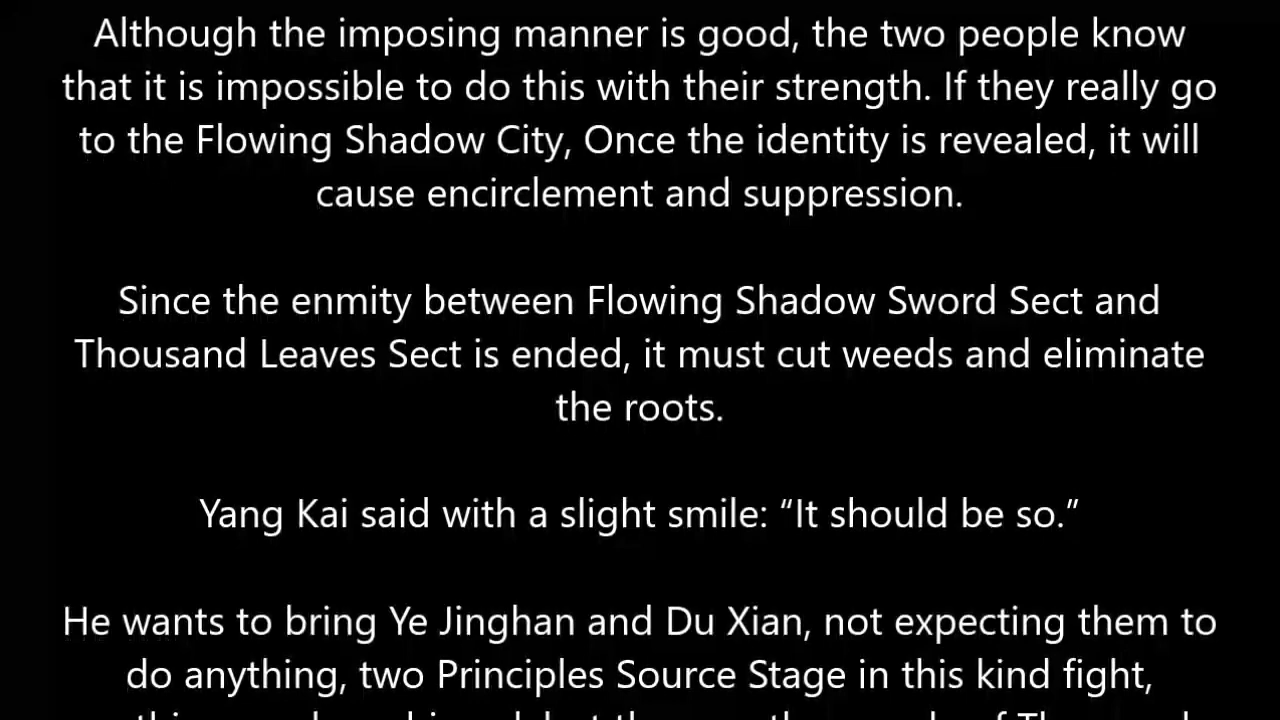 Although the imposing manner is good, the two people know
that it is impossible to do this with their strength. If they really go
to the Flowing Shadow City, Once the identity is revealed, it will
cause encirclement and suppression.
Since the enmity between Flowing Shadow Sword Sect and
Thousand Leaves Sect is ended, it must cut weeds and eliminate
the roots.
Yang Kai said with a slight smile: “It should be so.”
He wants to bring Ye Jinghan and Du Xian, not expecting them to
do anything, two Principles Source Stage in this kind fight,